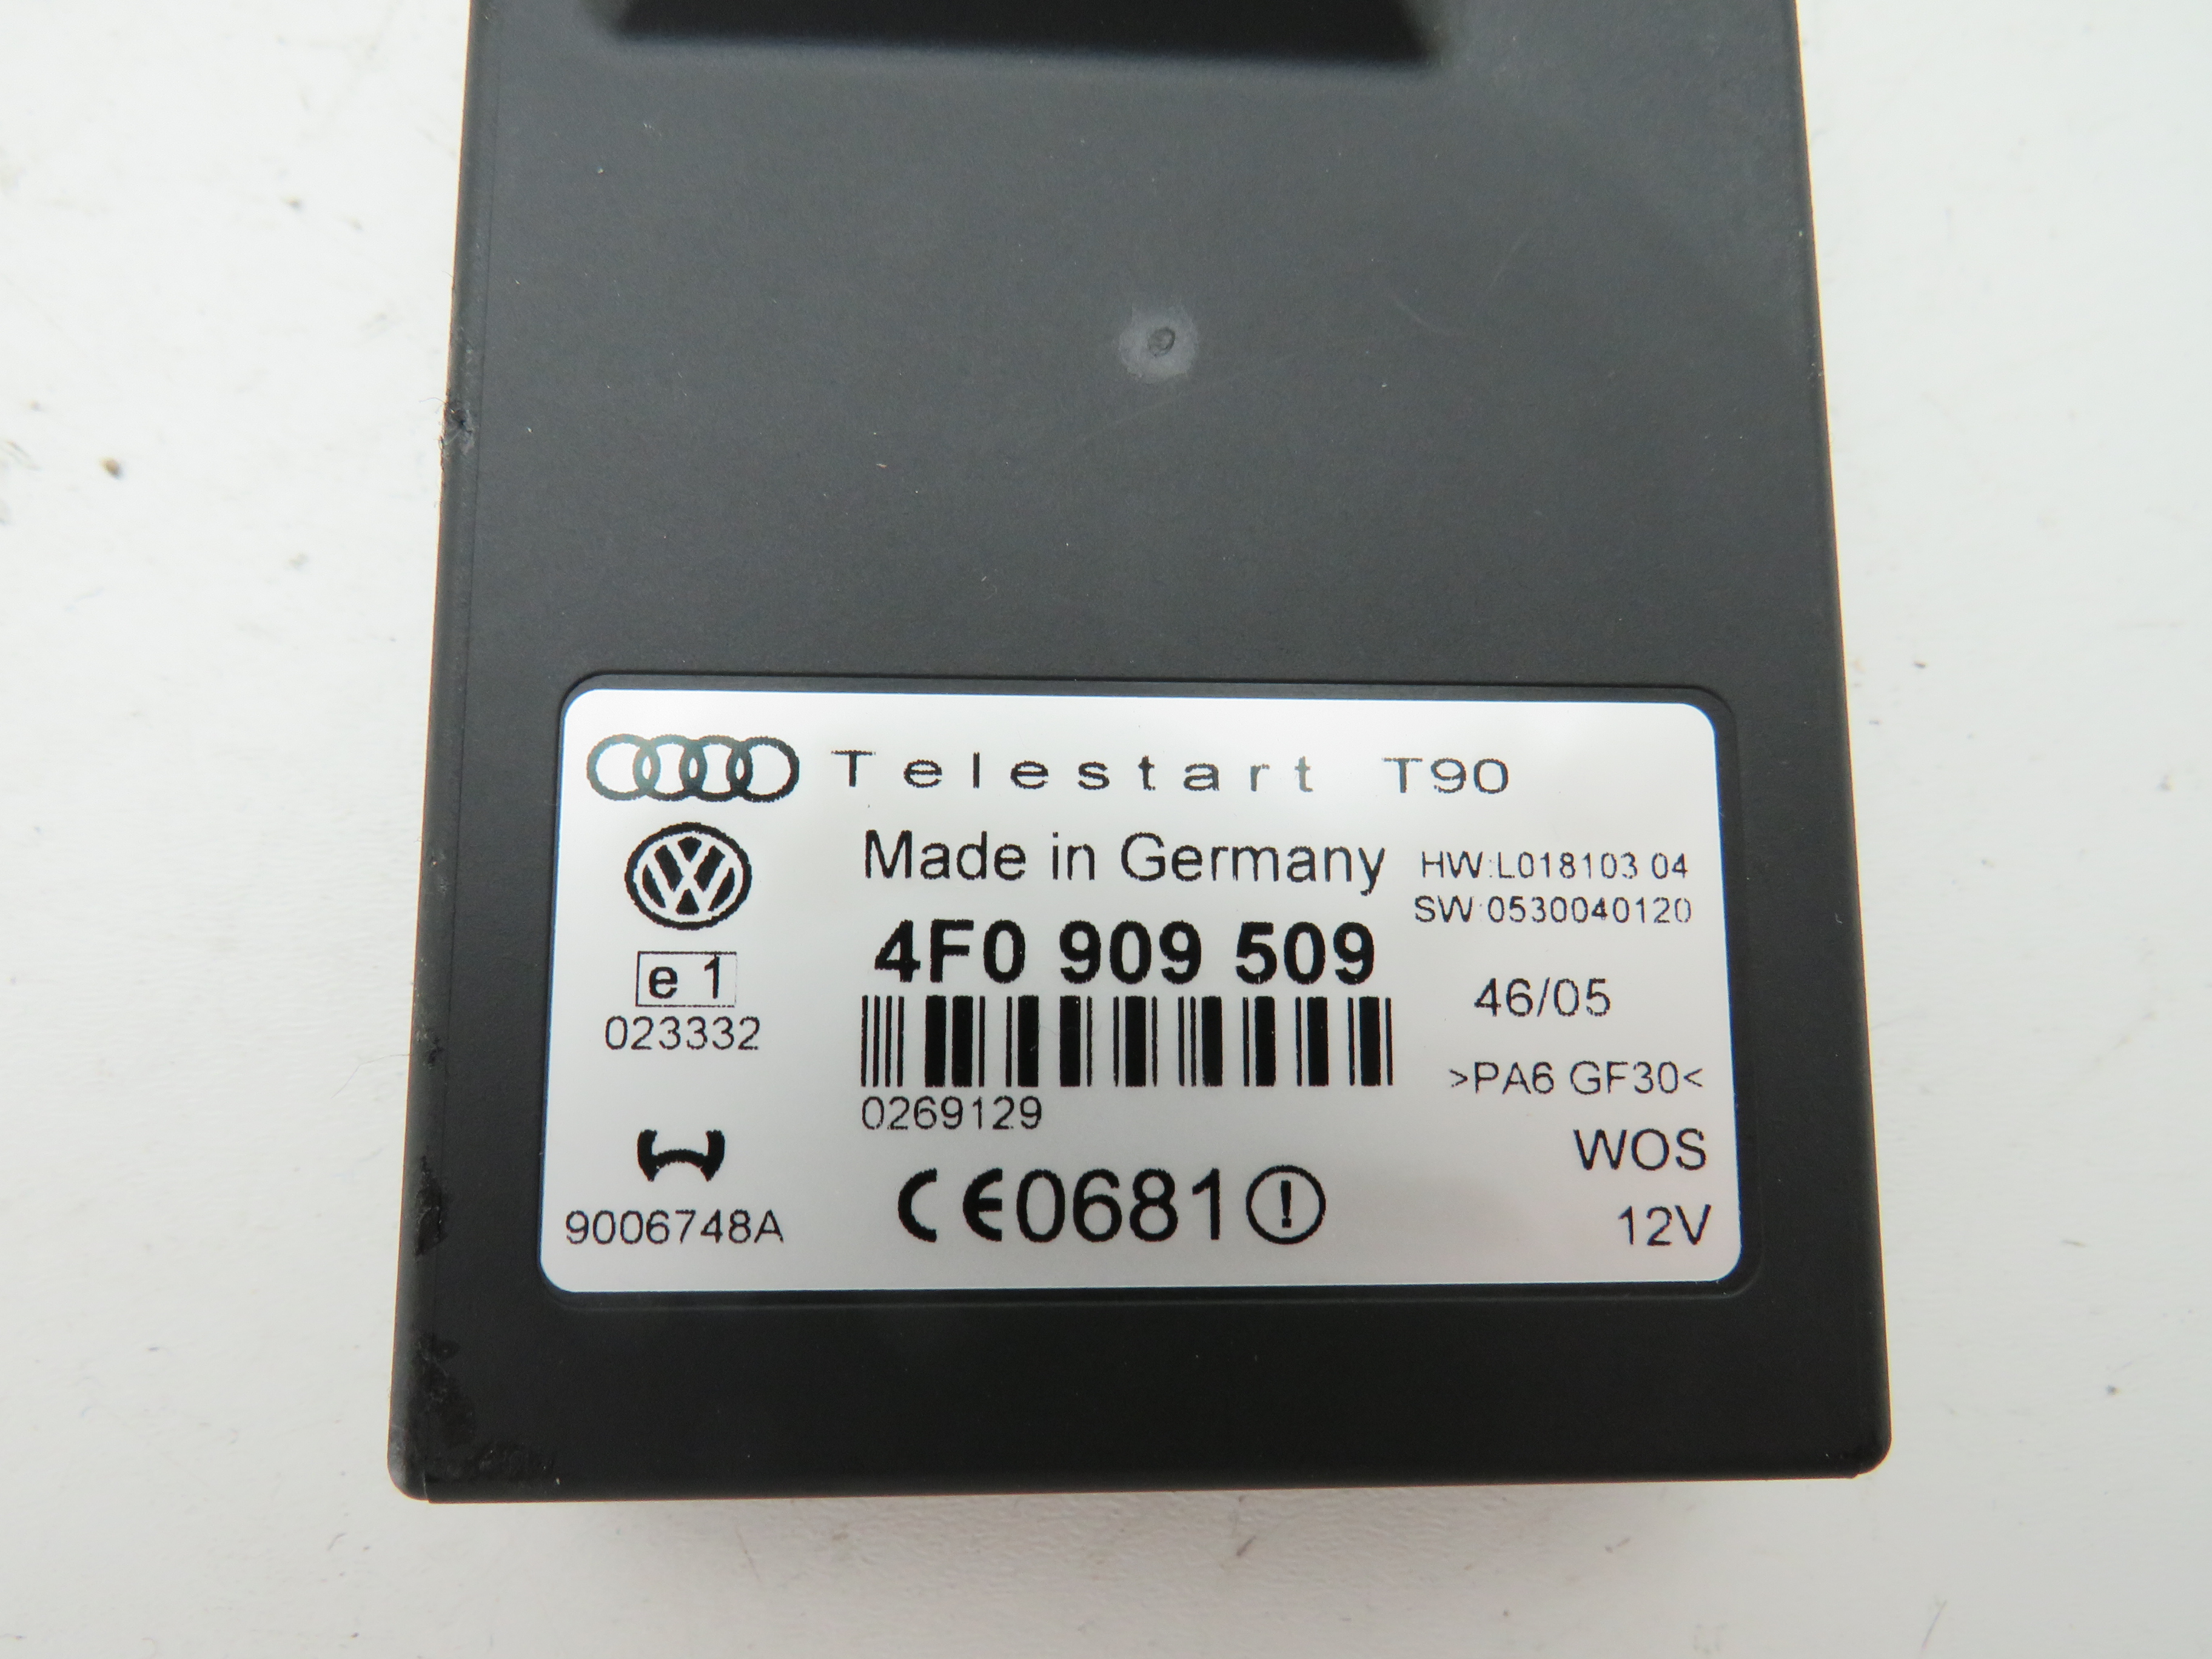 Telestart T90
Made in Germany
HW:L018103 04
SW:0530040120
4F0 909 509
e1
023332
46/05
>PA6 GF30<
0269129
WOS
9006748A
CE0681
12V